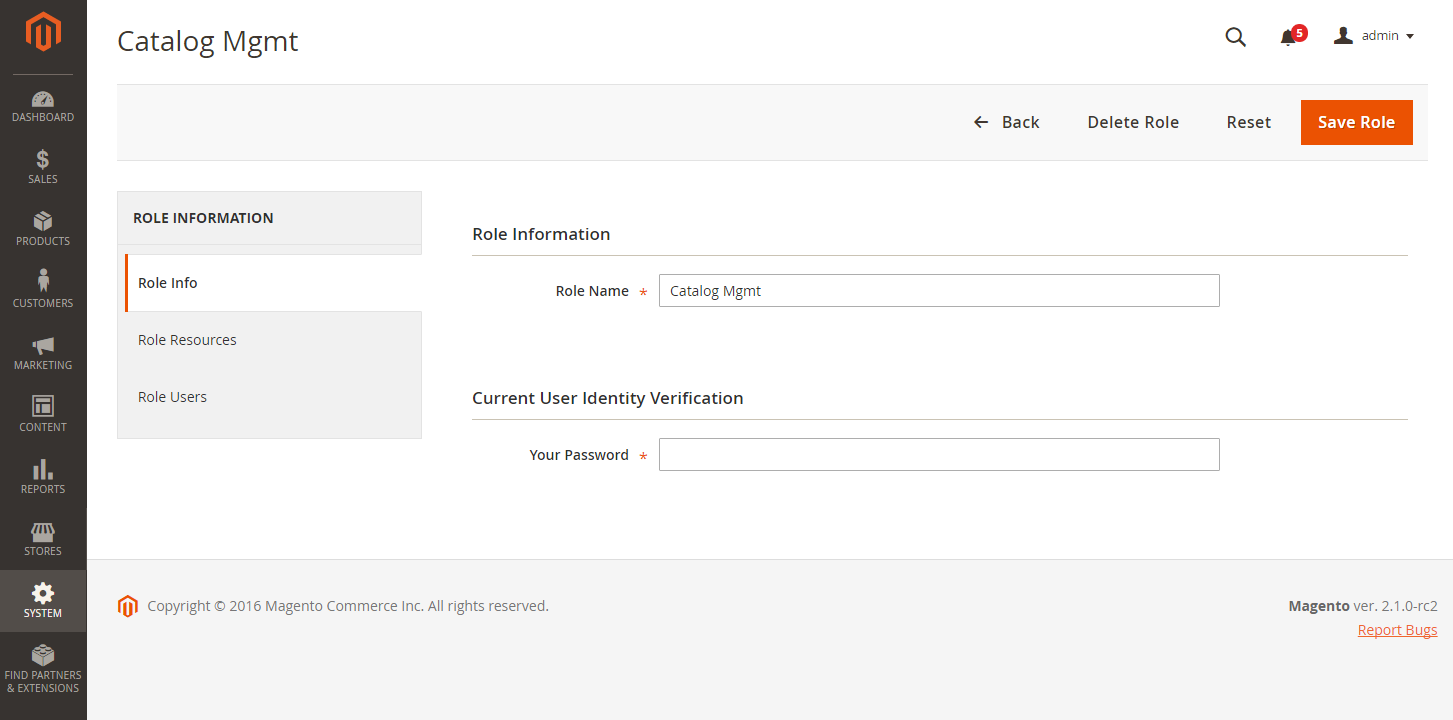 Catalog Mgmt
5
admin
Back
Delete Role
Reset
Save Role
DASHBOARD
SALES
PRODUCTS
CUSTOMERS
MARKETING
CONTENT
REPORTS
STORES
SYSTEM
FIND PARTNERS
& EXTENSIONS
ROLE INFORMATION
Role Info
Role Resources
Role Users
Role Information
Role Name * Catalog Mgmt
Current User Identity Verification
Your Password *
Copyright © 2016 Magento Commerce Inc. All rights reserved.
Magento ver. 2.1.0-rc2
Report Bugs